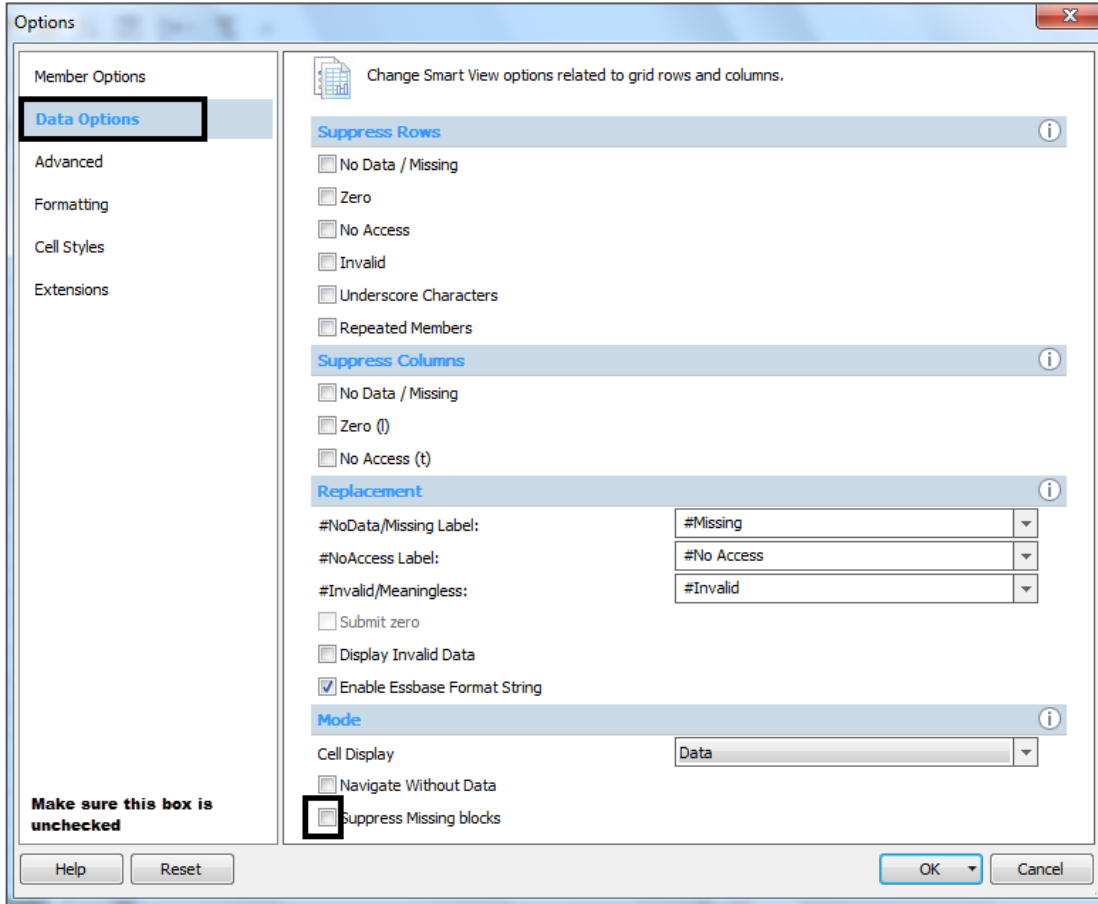 Options
Member Options
Data Options
Advanced
Formatting
Cell Styles
Extensions
Make sure this box is
unchecked
Change Smart View options related to grid rows and columns.
Suppress Rows
No Data / Missing
Zero
No Access
Invalid
Underscore Characters
Repeated Members
Suppress Columns
No Data / Missing
Zero (l)
No Access (t)
Replacement
#NoData/Missing Label: #Missing
#NoAccess Label: #No Access
#Invalid/Meaningless: #Invalid
Submit zero
Display Invalid Data
Enable Essbase Format String
Mode
Cell Display Data
Navigate Without Data
Suppress Missing blocks
Help Reset OK Cancel